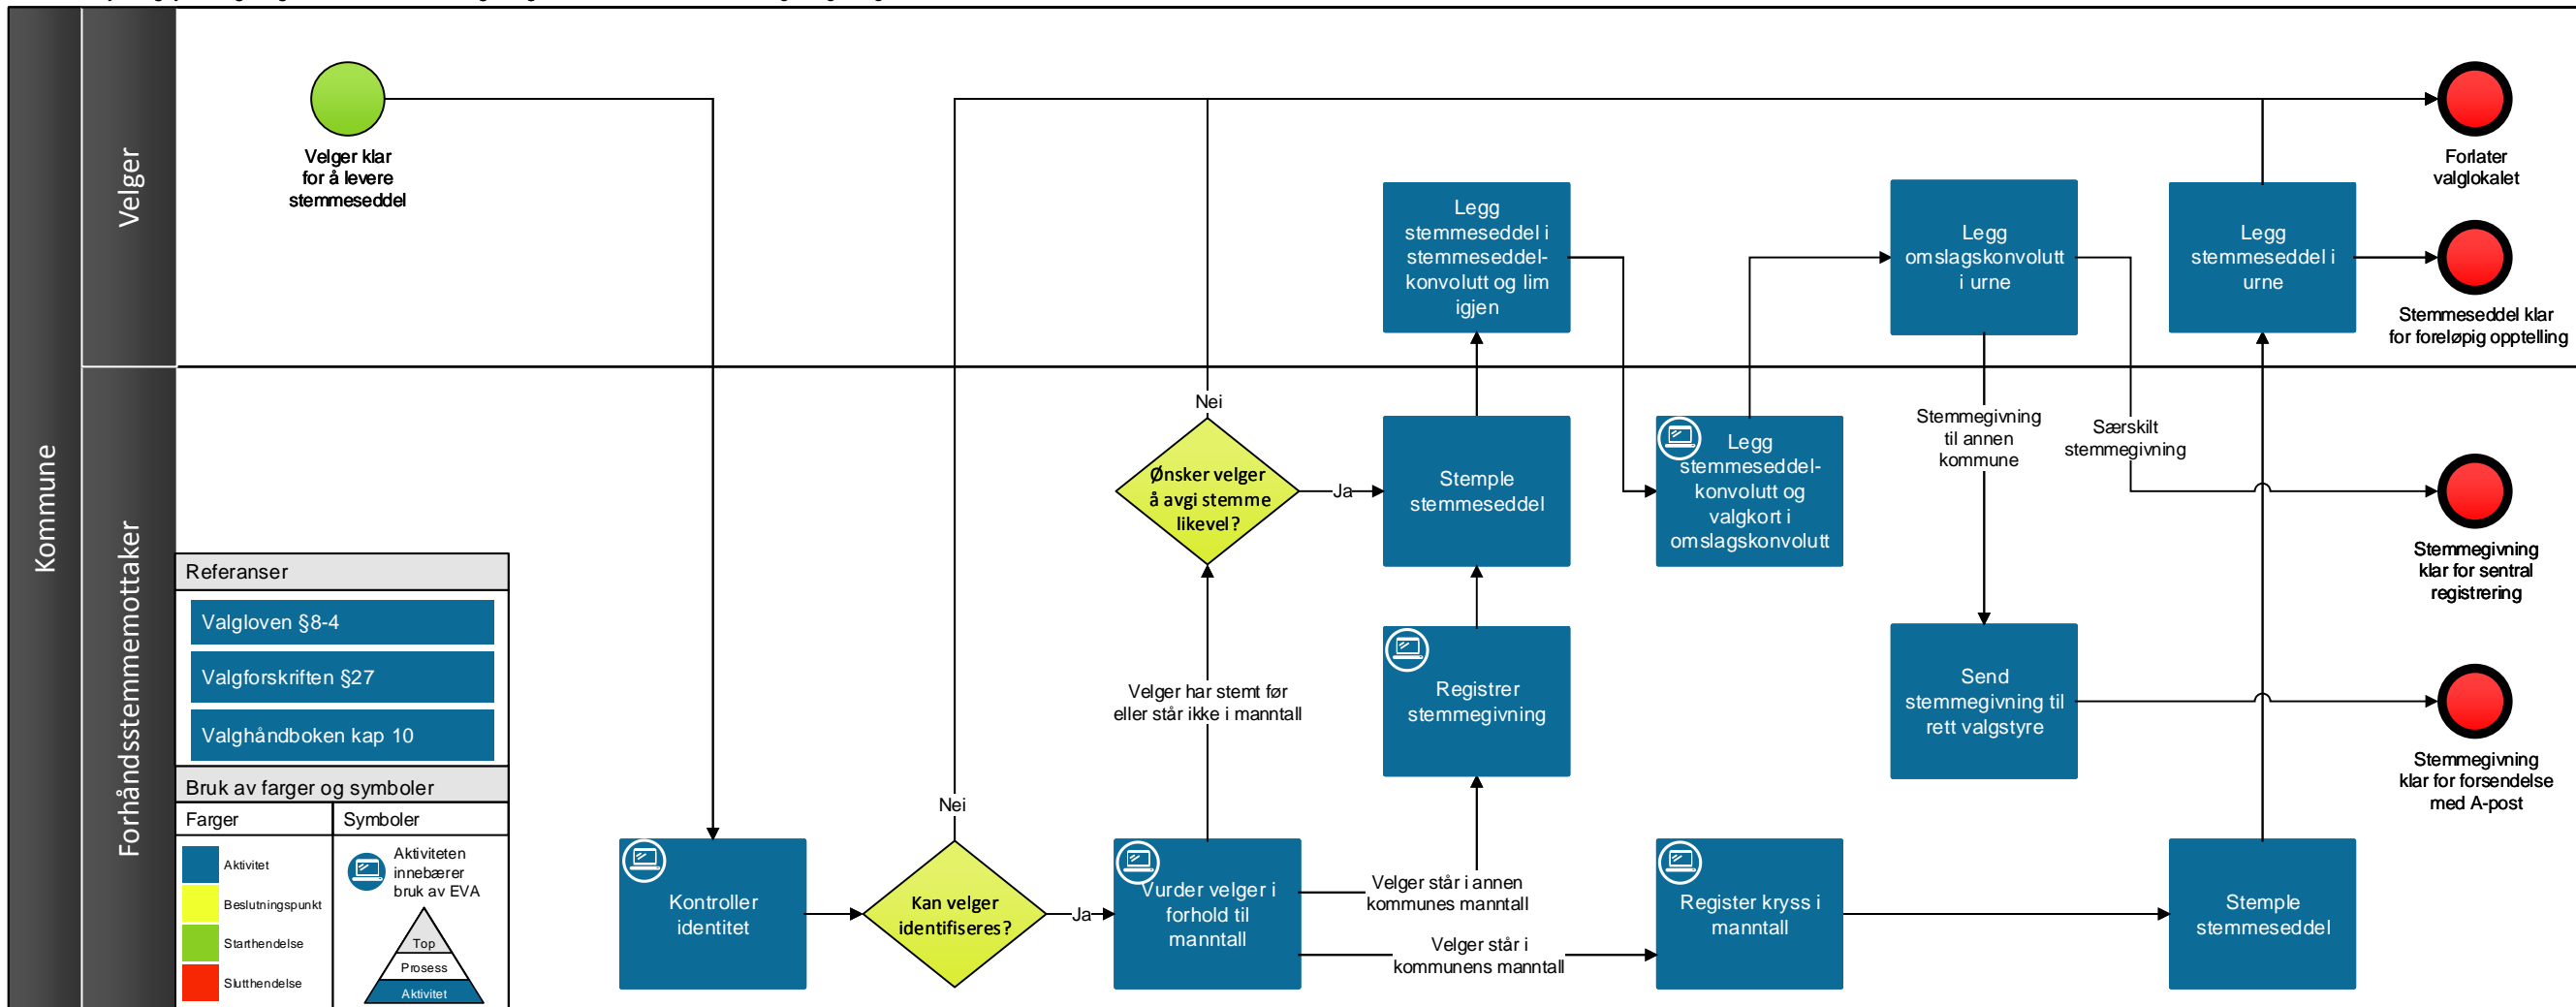 Kommune
Velger
Forhåndsstemmemottaker
Velger klar
for å levere
stemmeseddel
Forlater
valglokalet
Legg
stemmeseddel i
stemmeseddel-
konvolutt og lim
igjen
Legg
omslagskonvolutt
i urne
Legg
stemmeseddel i
urne
Stemmeseddel klar
for foreløpig opptelling
Nei
Ønsker velger
å avgi stemme
likevel?
Ja
Stemple
stemmeseddel
Legg
stemmeseddel-
konvolutt og
valgkort i
omslagskonvolutt
Stemmegivning
til annen
kommune
Særskilt
stemmegivning
Stemmegivning
klar for sentral
registrering
Velger har stemt før
eller står ikke i manntall
Registrer
stemmegivning
Send
stemmegivning til
rett valgstyre
Stemmegivning
klar for forsendelse
med A-post
Kontroller
identitet
Nei
Kan velger
identifiseres?
Ja
Vurder velger i
forhold til
manntall
Velger står i annen
kommunes manntall
Velger står i
kommunens manntall
Register kryss i
manntall
Stemple
stemmeseddel
Referanser
Valgloven §8-4
Valgforskriften §27
Valghåndboken kap 10
Bruk av farger og symboler
Farger
Symboler
Aktivitet
Beslutningspunkt
Starthendelse
Slutthendelse
Aktiviteten
innebærer
bruk av EVA
Top
Prosess
Aktivitet